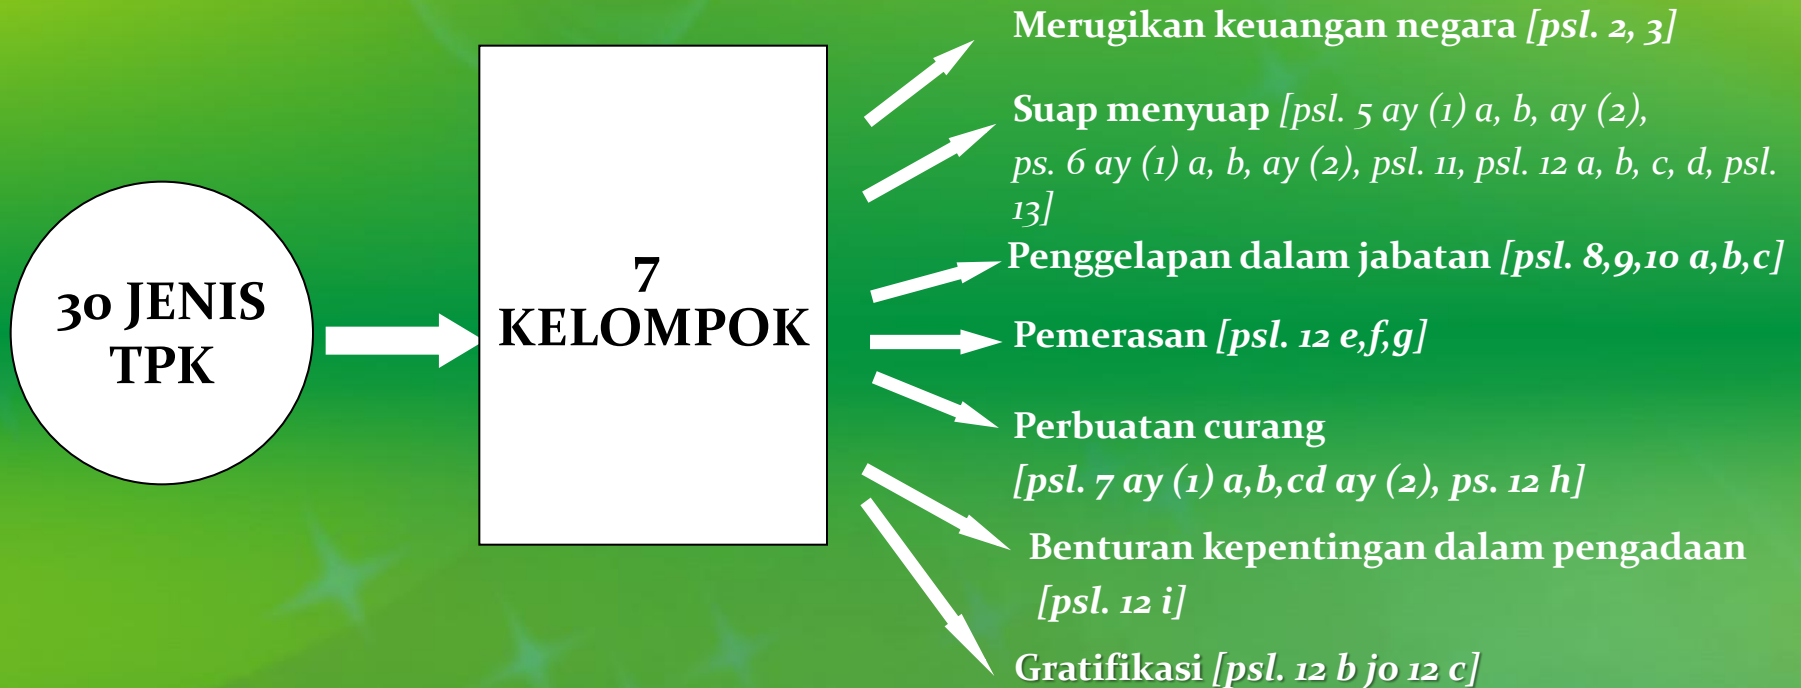 30 JENIS
TPK
7
KELOMPOK
Merugikan keuangan negara [psl. 2, 3]
Suap menyuap [psl. 5 ay (1) a, b, ay (2),
ps. 6 ay (1) a, b, ay (2), psl. 11, psl. 12 a, b, c, d, psl.
13]
Penggelapan dalam jabatan [psl. 8,9,10 a,b,c]
Pemerasan [psl. 12 e,f,g]
Perbuatan curang
[psl. 7 ay (1) a,b,cd ay (2), ps. 12 h]
Benturan kepentingan dalam pengadaan
[psl. 12 i]
Gratifikasi [psl. 12 b jo 12 c]